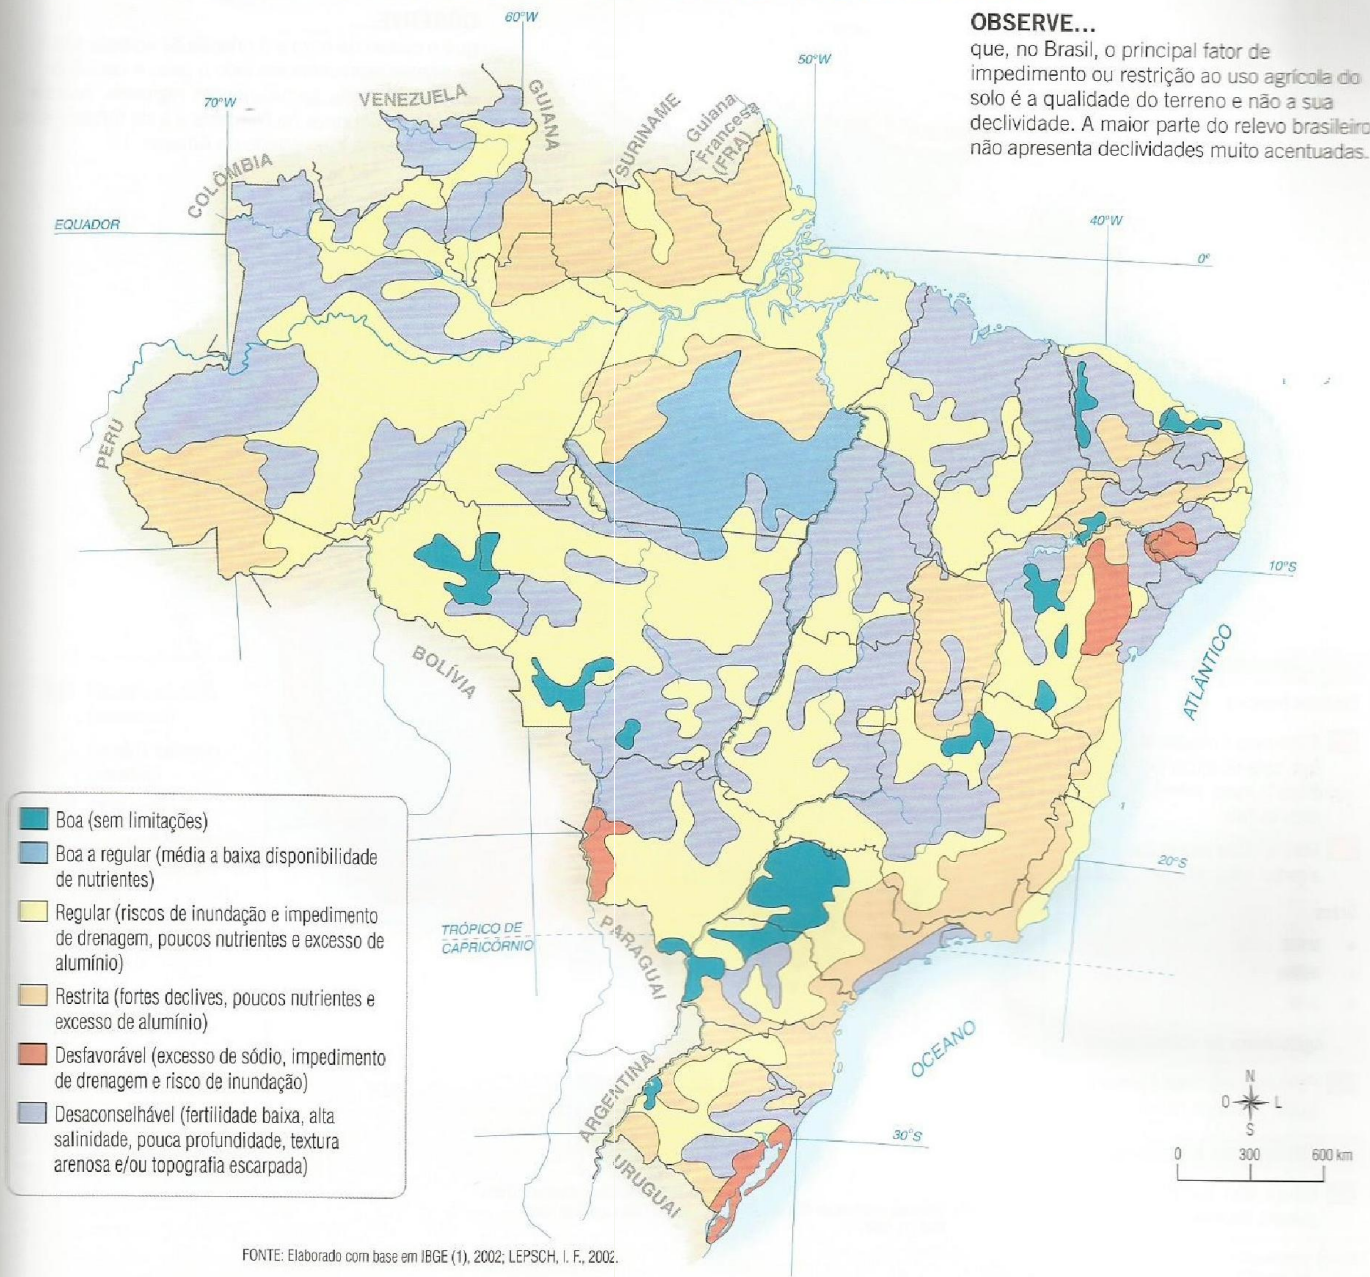 OBSERVE...
que, no Brasil, o principal fator de
impedimento ou restrição ao uso agrícola do
solo é a qualidade do terreno e não a sua
declividade. A maior parte do relevo brasileiro
não apresenta declividades muito acentuadas.
60°W
50°W
70°W
40°W
VENEZUELA
GUIANA
SURINAME
Guiana
Francesa
(FRA)
COLÔMBIA
EQUADOR
0°
PERU
10°S
BOLÍVIA
ATLÂNTICO
20°S
TRÓPICO DE
CAPRICÓRNIO
PARAGUAI
OCEANO
ARGENTINA
30°S
URUGUAI
Boa (sem limitações)
Boa a regular (média a baixa disponibilidade
de nutrientes)
Regular (riscos de inundação e impedimento
de drenagem, poucos nutrientes e excesso de
alumínio)
Restrita (fortes declives, poucos nutrientes e
excesso de alumínio)
Desfavorável (excesso de sódio, impedimento
de drenagem e risco de inundação)
Desaconselhável (fertilidade baixa, alta
salinidade, pouca profundidade, textura
arenosa e/ou topografia escarpada)
N
O L
S
0 300 600 km
FONTE: Elaborado com base em IBGE (1), 2002; LEPSCH, I. F., 2002.